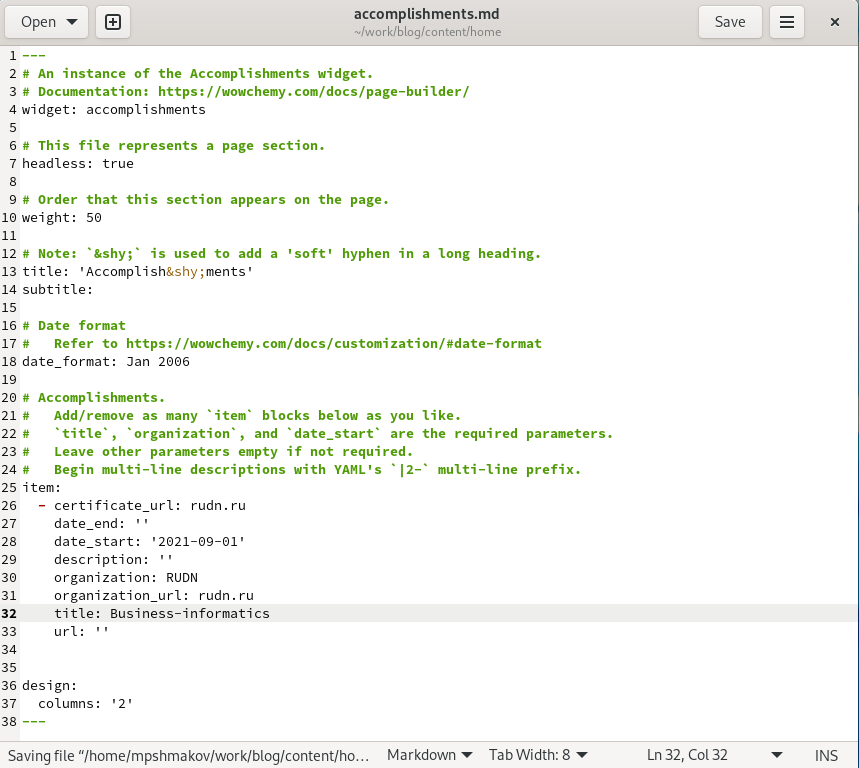 Open
accomplishments.md
~/work/blog/content/home
Save
1 ---
2 # An instance of the Accomplishments widget.
3 # Documentation: https://wowchemy.com/docs/page-builder/
4 widget: accomplishments
5
6 # This file represents a page section.
7 headless: true
8
9 # Order that this section appears on the page.
10 weight: 50
11
12 # Note: `&shy;` is used to add a 'soft' hyphen in a long heading.
13 title: 'Accomplish&shy;ments'
14 subtitle:
15
16 # Date format
17 #   Refer to https://wowchemy.com/docs/customization/#date-format
18 date_format: Jan 2006
19
20 # Accomplishments.
21 #   Add/remove as many `item` blocks below as you like.
22 #   `title`, `organization`, and `date_start` are the required parameters.
23 #   Leave other parameters empty if not required.
24 #   Begin multi-line descriptions with YAML's `|2-` multi-line prefix.
25 item:
26   - certificate_url: rudn.ru
27     date_end: ''
28     date_start: '2021-09-01'
29     description: ''
30     organization: RUDN
31     organization_url: rudn.ru
32     title: Business-informatics
33     url: ''
34
35
36 design:
37   columns: '2'
38 ---
Saving file “/home/mpshmakov/work/blog/content/ho… Markdown Tab Width: 8 Ln 32, Col 32 INS